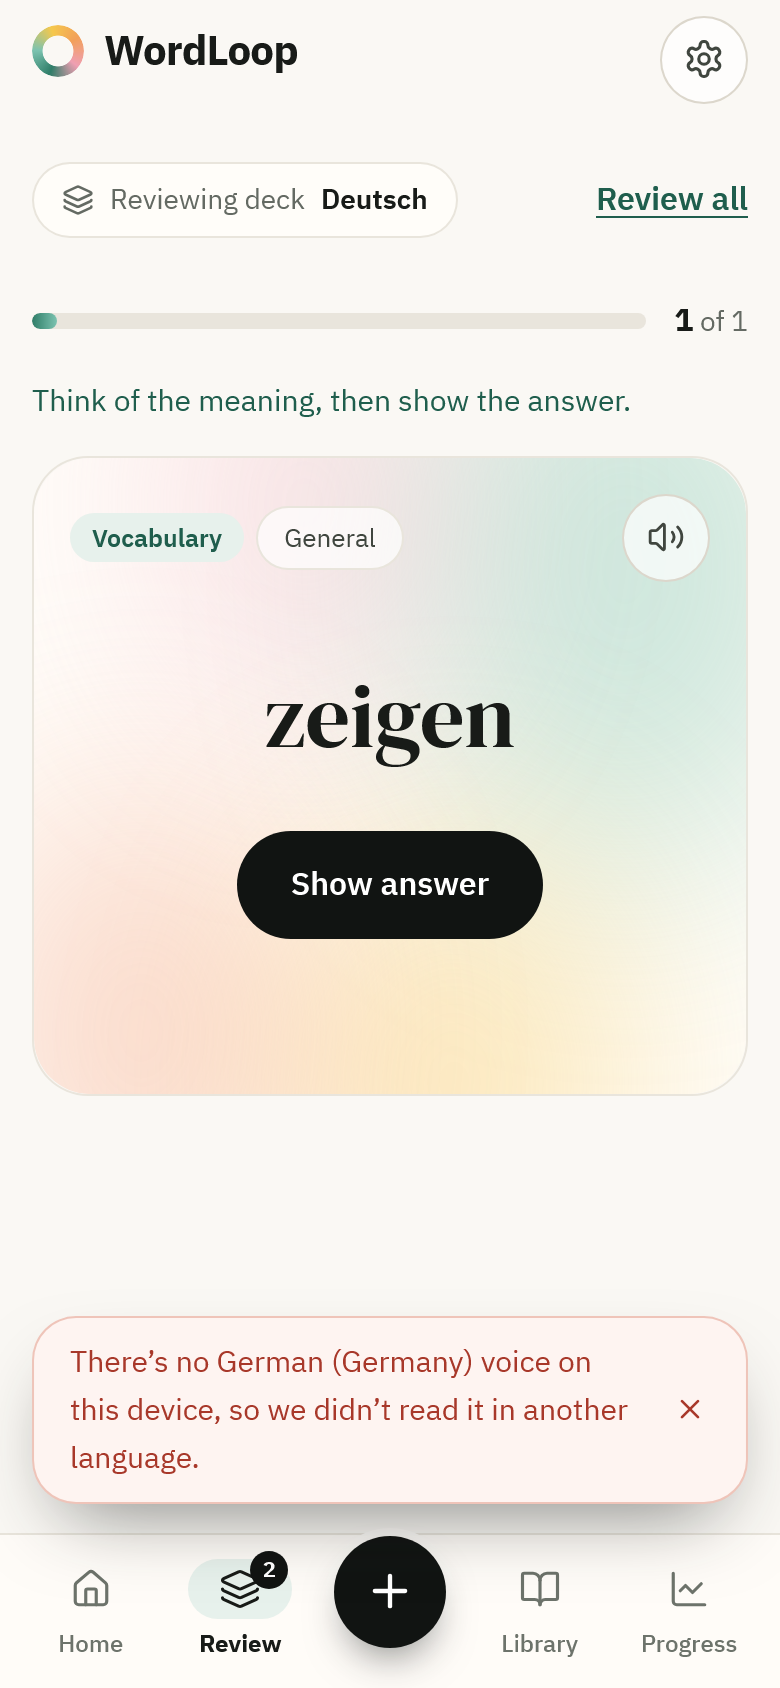 WordLoop
Reviewing deck Deutsch
Review all
1 of 1
Think of the meaning, then show the answer.
Vocabulary
General
zeigen
Show answer
There’s no German (Germany) voice on
this device, so we didn’t read it in another
language.
2
Home
Review
Library
Progress